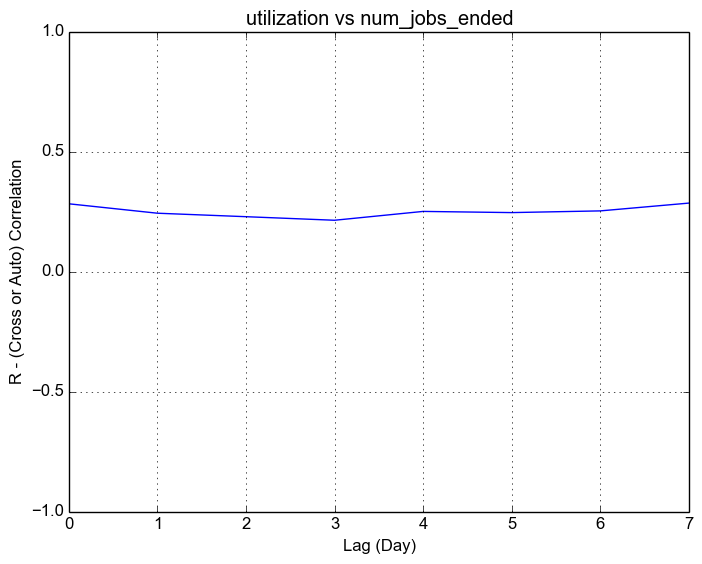 utilization vs num_jobs_ended
R - (Cross or Auto) Correlation
1.0
0.5
0.0
−0.5
−1.0
0 1 2 3 4 5 6 7
Lag (Day)